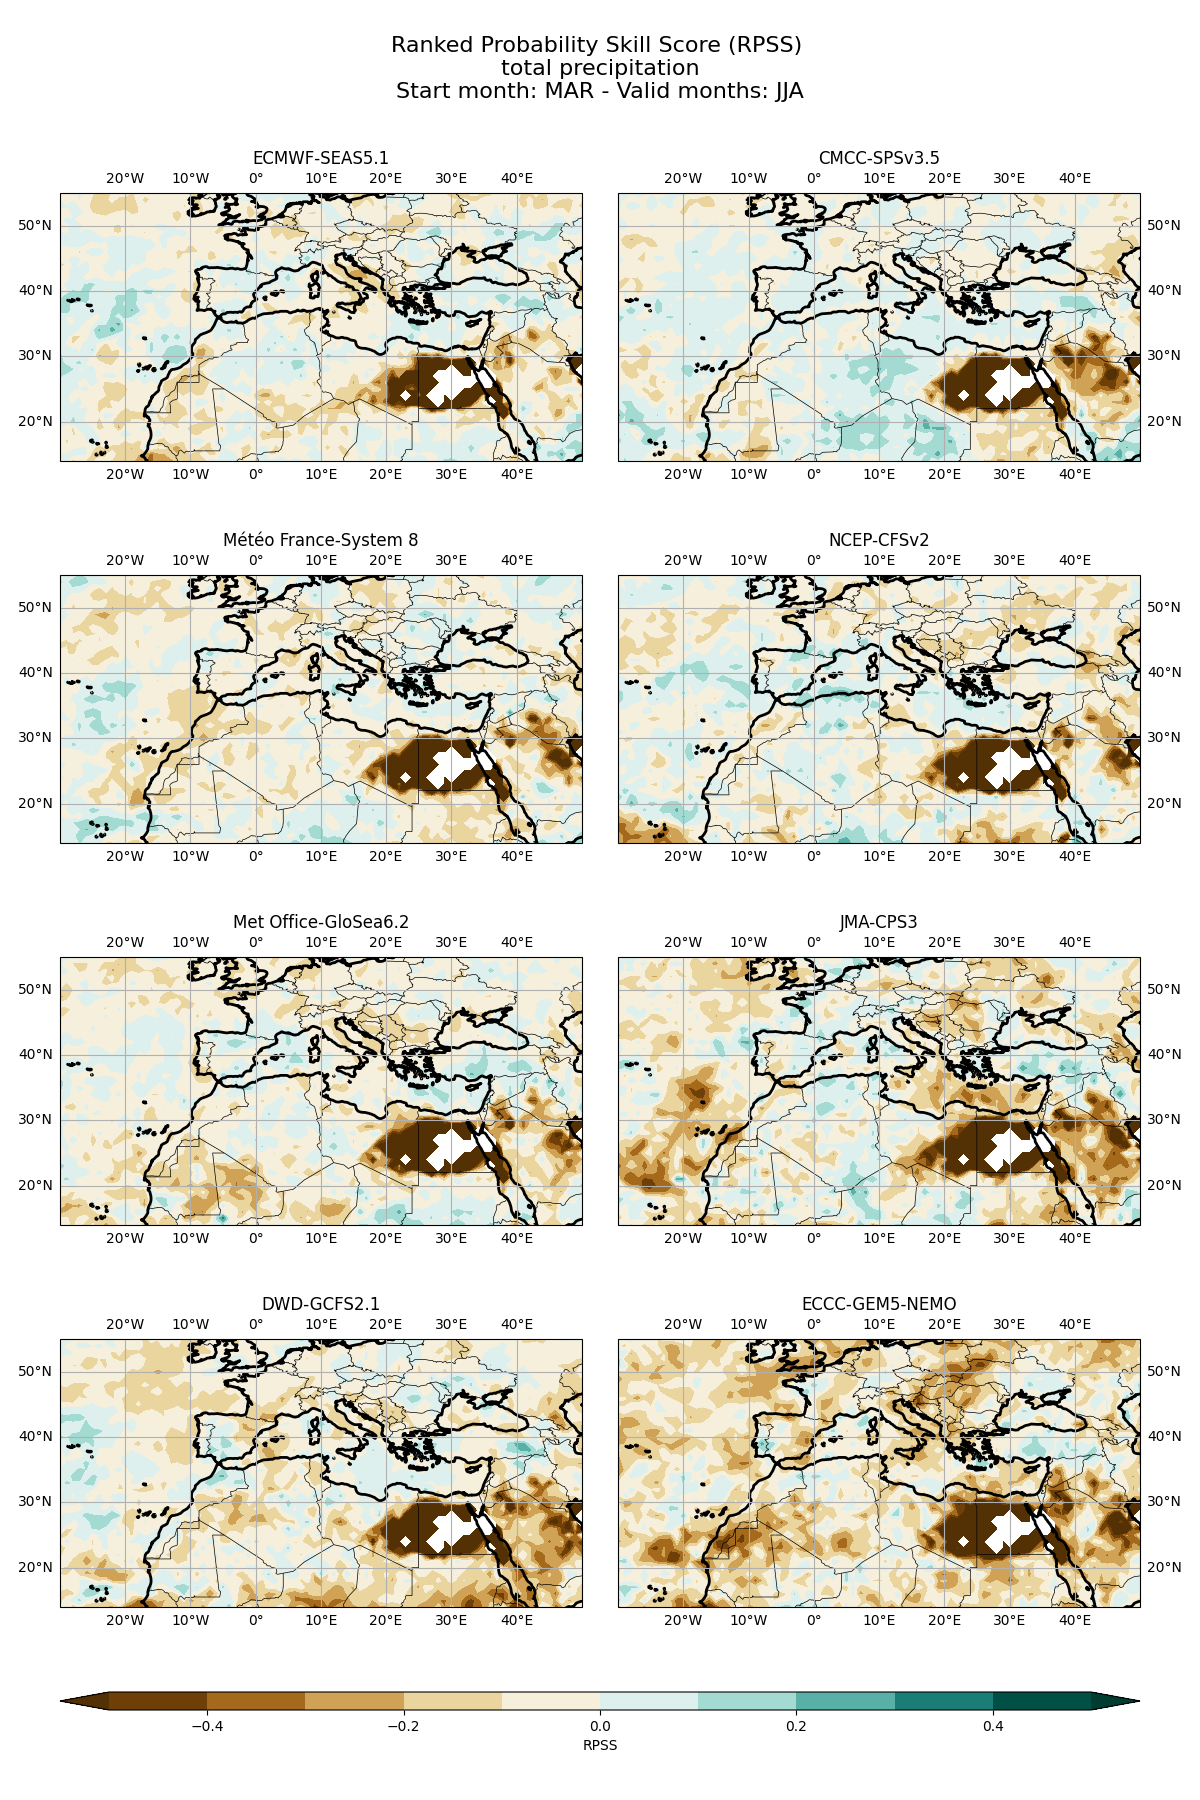 Ranked Probability Skill Score (RPSS)
total precipitation
Start month: MAR - Valid months: JJA
ECMWF-SEAS5.1 CMCC-SPSv3.5
20°W 10°W 0° 10°E 20°E 30°E 40°E 20°W 10°W 0° 10°E 20°E 30°E 40°E
50°N 50°N
40°N 40°N
30°N 30°N
20°N 20°N
20°W 10°W 0° 10°E 20°E 30°E 40°E 20°W 10°W 0° 10°E 20°E 30°E 40°E
Météo France-System 8 NCEP-CFSv2
20°W 10°W 0° 10°E 20°E 30°E 40°E 20°W 10°W 0° 10°E 20°E 30°E 40°E
50°N 50°N
40°N 40°N
30°N 30°N
20°N 20°N
20°W 10°W 0° 10°E 20°E 30°E 40°E 20°W 10°W 0° 10°E 20°E 30°E 40°E
Met Office-GloSea6.2 JMA-CPS3
20°W 10°W 0° 10°E 20°E 30°E 40°E 20°W 10°W 0° 10°E 20°E 30°E 40°E
50°N 50°N
40°N 40°N
30°N 30°N
20°N 20°N
20°W 10°W 0° 10°E 20°E 30°E 40°E 20°W 10°W 0° 10°E 20°E 30°E 40°E
DWD-GCFS2.1 ECCC-GEM5-NEMO
20°W 10°W 0° 10°E 20°E 30°E 40°E 20°W 10°W 0° 10°E 20°E 30°E 40°E
50°N 50°N
40°N 40°N
30°N 30°N
20°N 20°N
20°W 10°W 0° 10°E 20°E 30°E 40°E 20°W 10°W 0° 10°E 20°E 30°E 40°E
−0.4 −0.2 0.0 0.2 0.4
RPSS